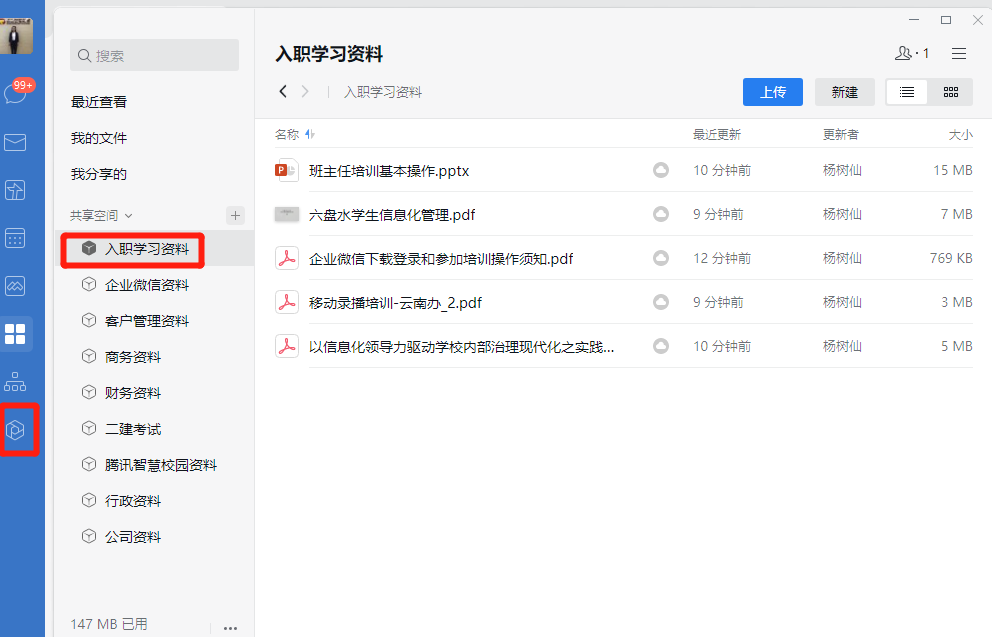 99+
搜索
最近查看
我的文件
我分享的
共享空间
入职学习资料
企业微信资料
客户管理资料
商务资料
财务资料
二建考试
腾讯智慧校园资料
行政资料
公司资料
147 MB 已用
入职学习资料
· 1
入职学习资料
上传
新建
名称 最近更新 更新者 大小
班主任培训基本操作.pptx 10 分钟前 杨树仙 15 MB
六盘水学生信息化管理.pdf 9 分钟前 杨树仙 7 MB
企业微信下载登录和参加培训操作须知.pdf 12 分钟前 杨树仙 769 KB
移动录播培训-云南办_2.pdf 9 分钟前 杨树仙 3 MB
以信息化领导力驱动学校内部治理现代化之实践... 10 分钟前 杨树仙 5 MB